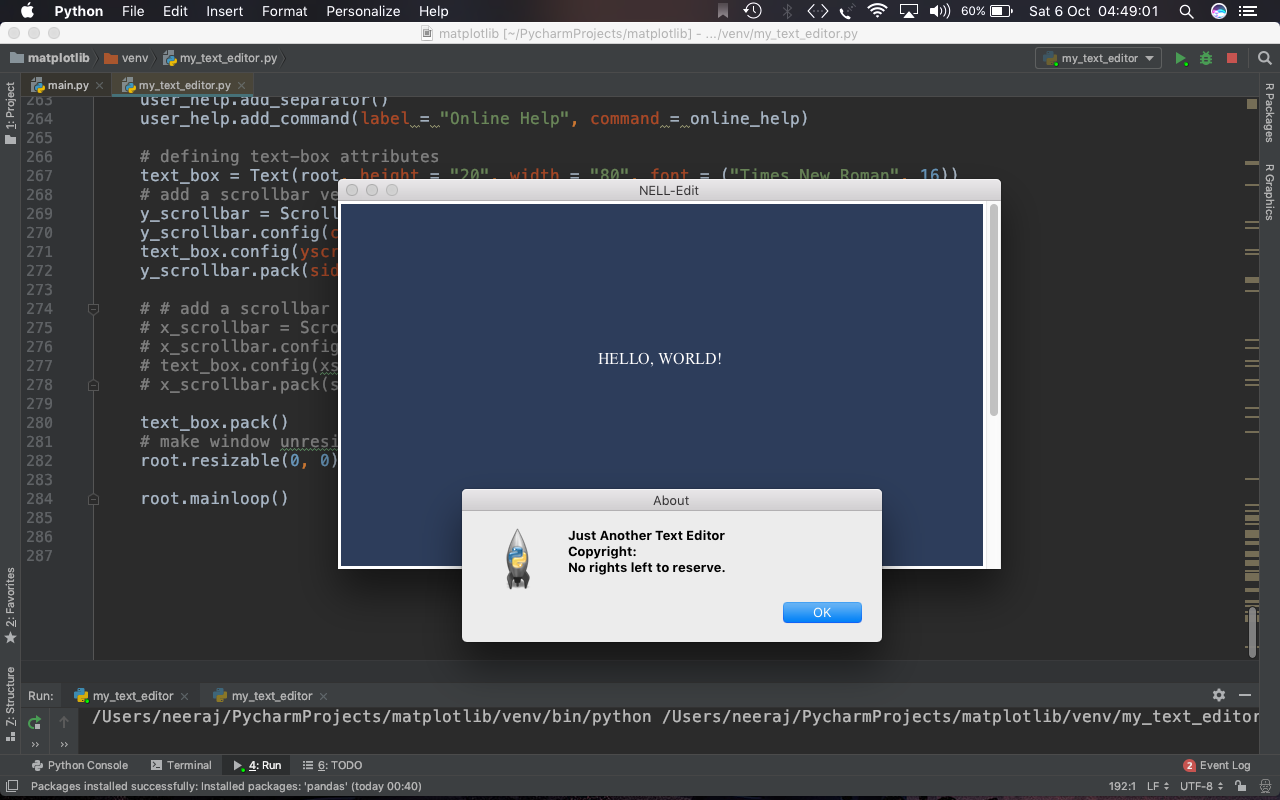 Python File Edit Insert Format Personalize Help 60% Sat 6 Oct 04:49:01
matplotlib [~/PycharmProjects/matplotlib] - .../venv/my_text_editor.py
matplotlib venv my_text_editor.py my_text_editor
main.py my_text_editor.py
1: Project
R Packages
R Graphics
263 user_help.add_separator()
264 user_help.add_command(label = "Online Help", command = online_help)
265
266 # defining text-box attributes
267 text_box = Text(root, height = "20", width = "80", font = ("Times New Roman", 16))
268 # add a scrollbar ve
269 y_scrollbar = Scroll
270 y_scrollbar.config(c
271 text_box.config(yscr
272 y_scrollbar.pack(sid
273
274 # # add a scrollbar
275 # x_scrollbar = Scro
276 # x_scrollbar.config
277 # text_box.config(xs
278 # x_scrollbar.pack(s
279
280 text_box.pack()
281 # make window unresi
282 root.resizable(0, 0)
283
284 root.mainloop()
285
286
287
NELL-Edit
HELLO, WORLD!
About
Just Another Text Editor
Copyright:
No rights left to reserve.
OK
2: Favorites
Z: Structure
Run: my_text_editor my_text_editor
/Users/neeraj/PycharmProjects/matplotlib/venv/bin/python /Users/neeraj/PycharmProjects/matplotlib/venv/my_text_editor
Python Console Terminal 4: Run 6: TODO 2 Event Log
Packages installed successfully: Installed packages: 'pandas' (today 00:40) 192:1 LF UTF-8